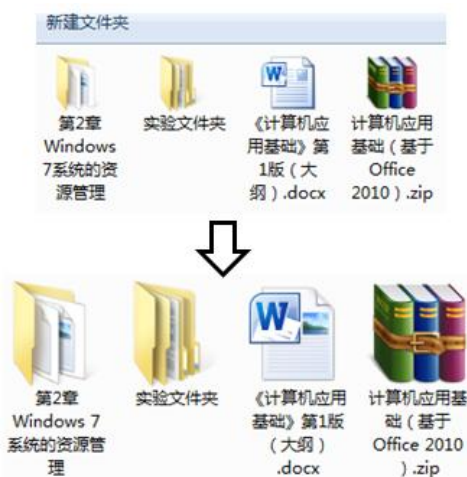 新建文件夹
第2章
Windows
7系统的资
源管理
实验文件夹
《计算机应
用基础》第
1版（大
纲）.docx
计算机应用
基础（基于
Office
2010）.zip
第2章
Windows 7
系统的资源管
理
实验文件夹
《计算机应用
基础》第1版
（大纲）
.docx
计算机应用基
础（基于
Office 2010
）.zip